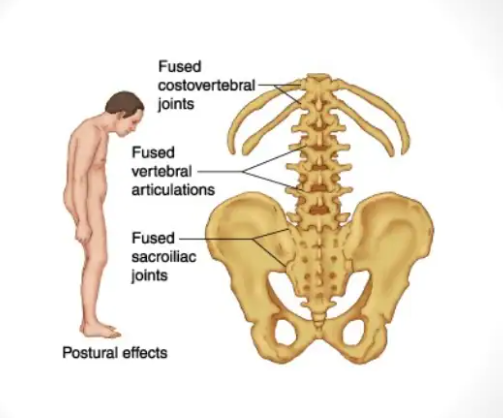 Fused
costovertebral
joints
Fused
vertebral
articulations
Fused
sacroiliac
joints
Postural effects